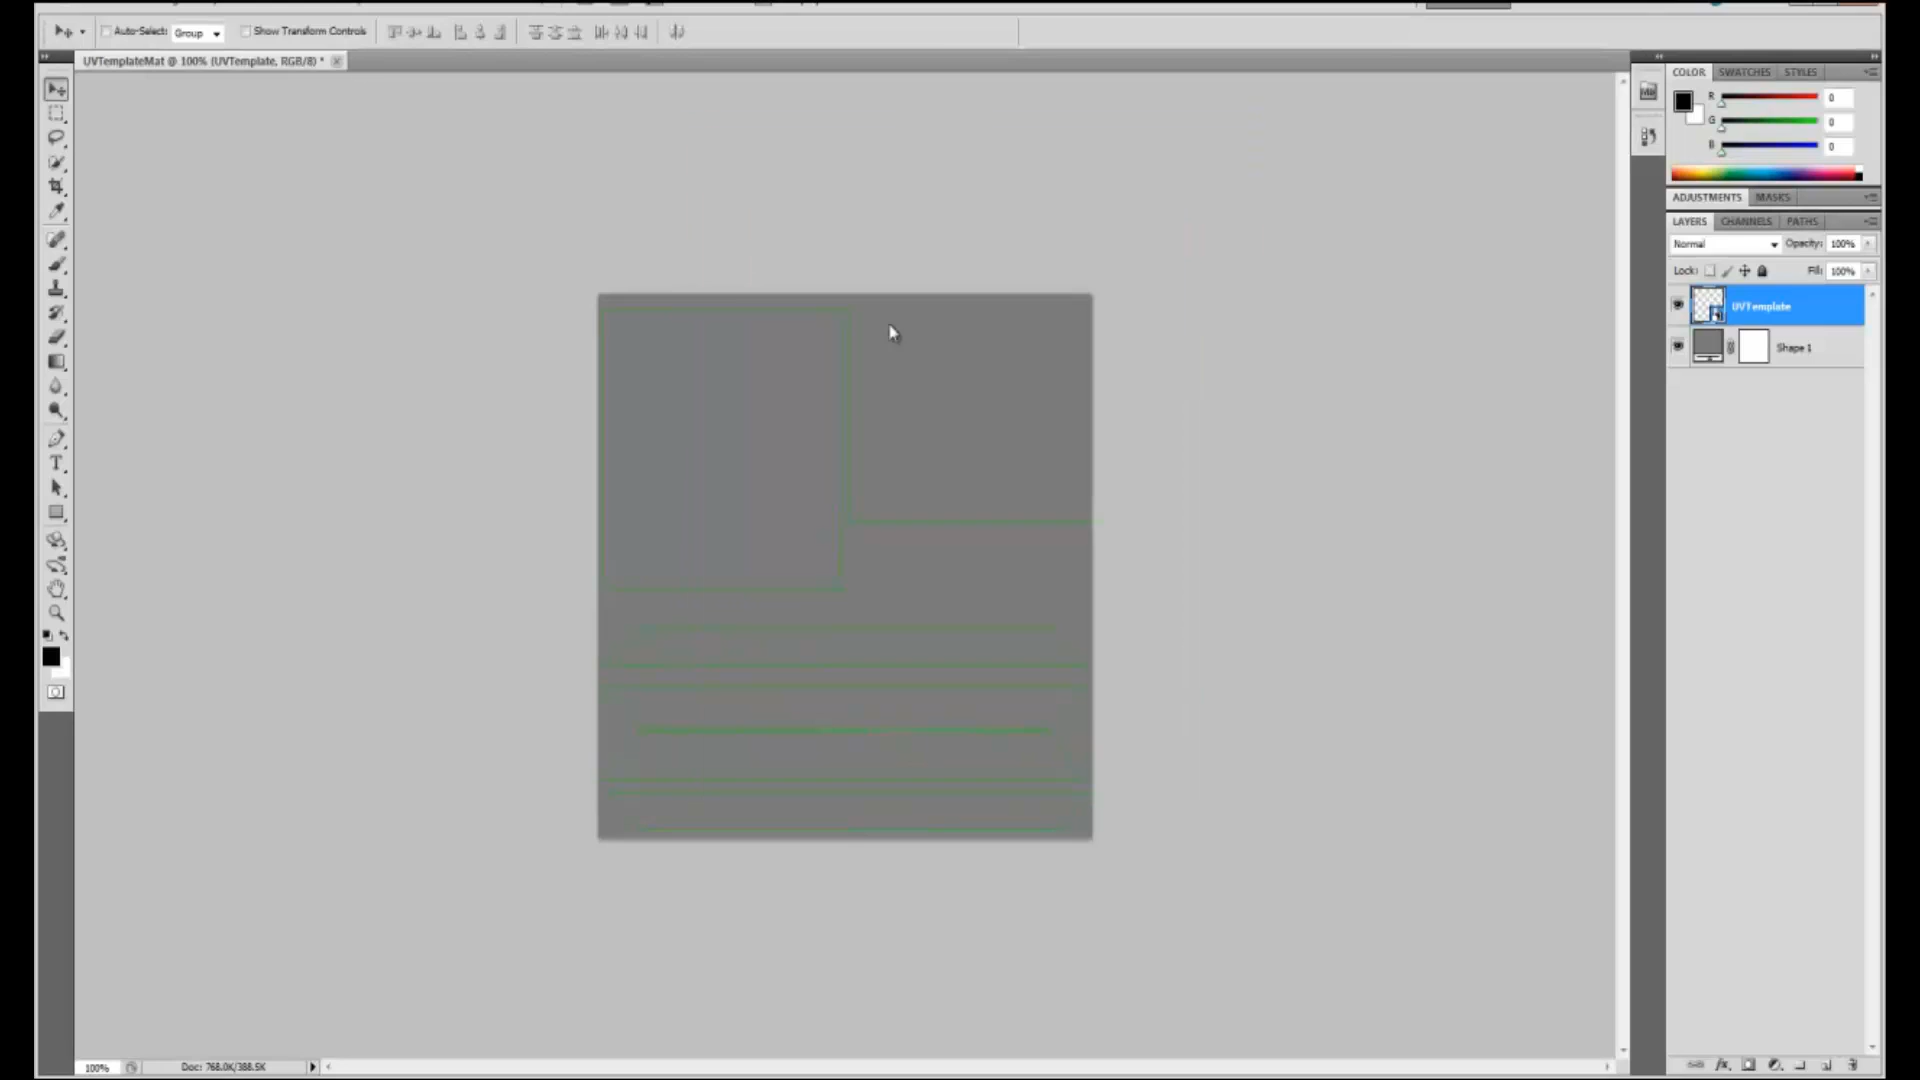 Auto-Select: Group Show Transform Controls
UVTemplateMat @ 100% (UVTemplate, RGB/8) *
COLOR SWATCHES STYLES
R 0
G 0
B 0
ADJUSTMENTS MASKS
LAYERS CHANNELS PATHS
Normal Opacity: 100%
Lock: Fill: 100%
UVTemplate
Shape 1
100% Doc: 768.0K/388.5K